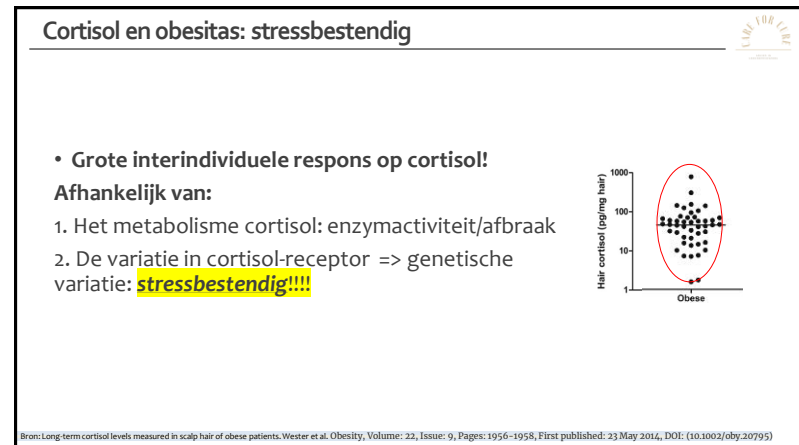 Cortisol en obesitas: stressbestendig
CARE FOR CURE
• Grote interindividuele respons op cortisol!
Afhankelijk van:
1. Het metabolisme cortisol: enzymactiviteit/afbraak
2. De variatie in cortisol-receptor => genetische
variatie: stressbestendig!!!!
Hair cortisol (pg/mg hair)
1000
100
10
1
Obese
Bron: Long-term cortisol levels measured in scalp hair of obese patients. Wester et al. Obesity, Volume: 22, Issue: 9, Pages: 1956-1958, First published: 23 May 2014, DOI: (10.1002/oby.20795)